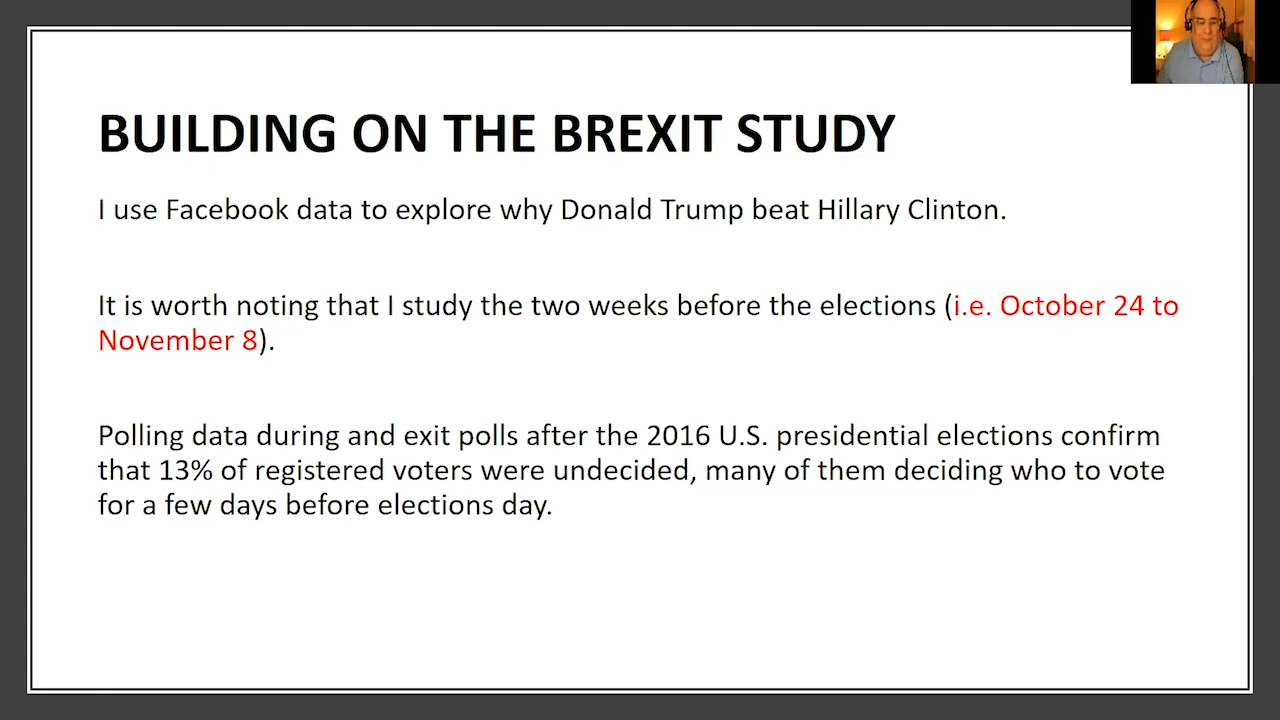 BUILDING ON THE BREXIT STUDY
I use Facebook data to explore why Donald Trump beat Hillary Clinton.
It is worth noting that I study the two weeks before the elections (i.e. October 24 to
November 8).
Polling data during and exit polls after the 2016 U.S. presidential elections confirm
that 13% of registered voters were undecided, many of them deciding who to vote
for a few days before elections day.